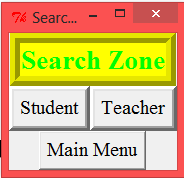 Searc...
Search Zone
Student Teacher
Main Menu